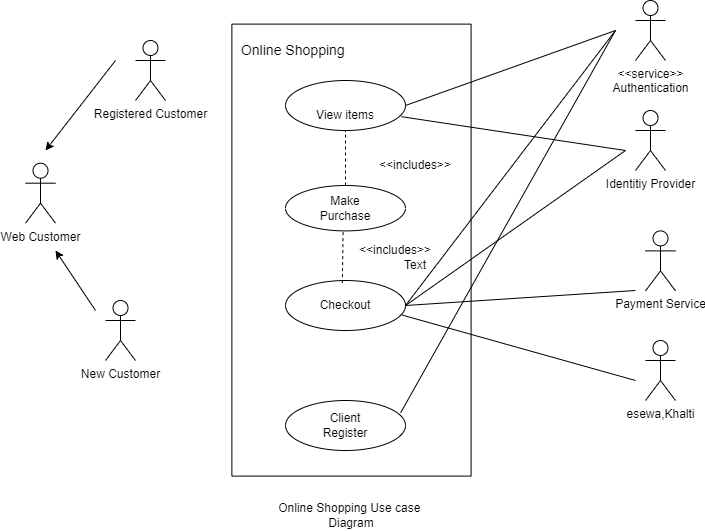 Online Shopping
<<service>>
Authentication
Registered Customer
View items
<<includes>>
Identitiy Provider
Make
Purchase
Web Customer
<<includes>>
Text
Checkout
Payment Service
New Customer
esewa,Khalti
Client
Register
Online Shopping Use case
Diagram